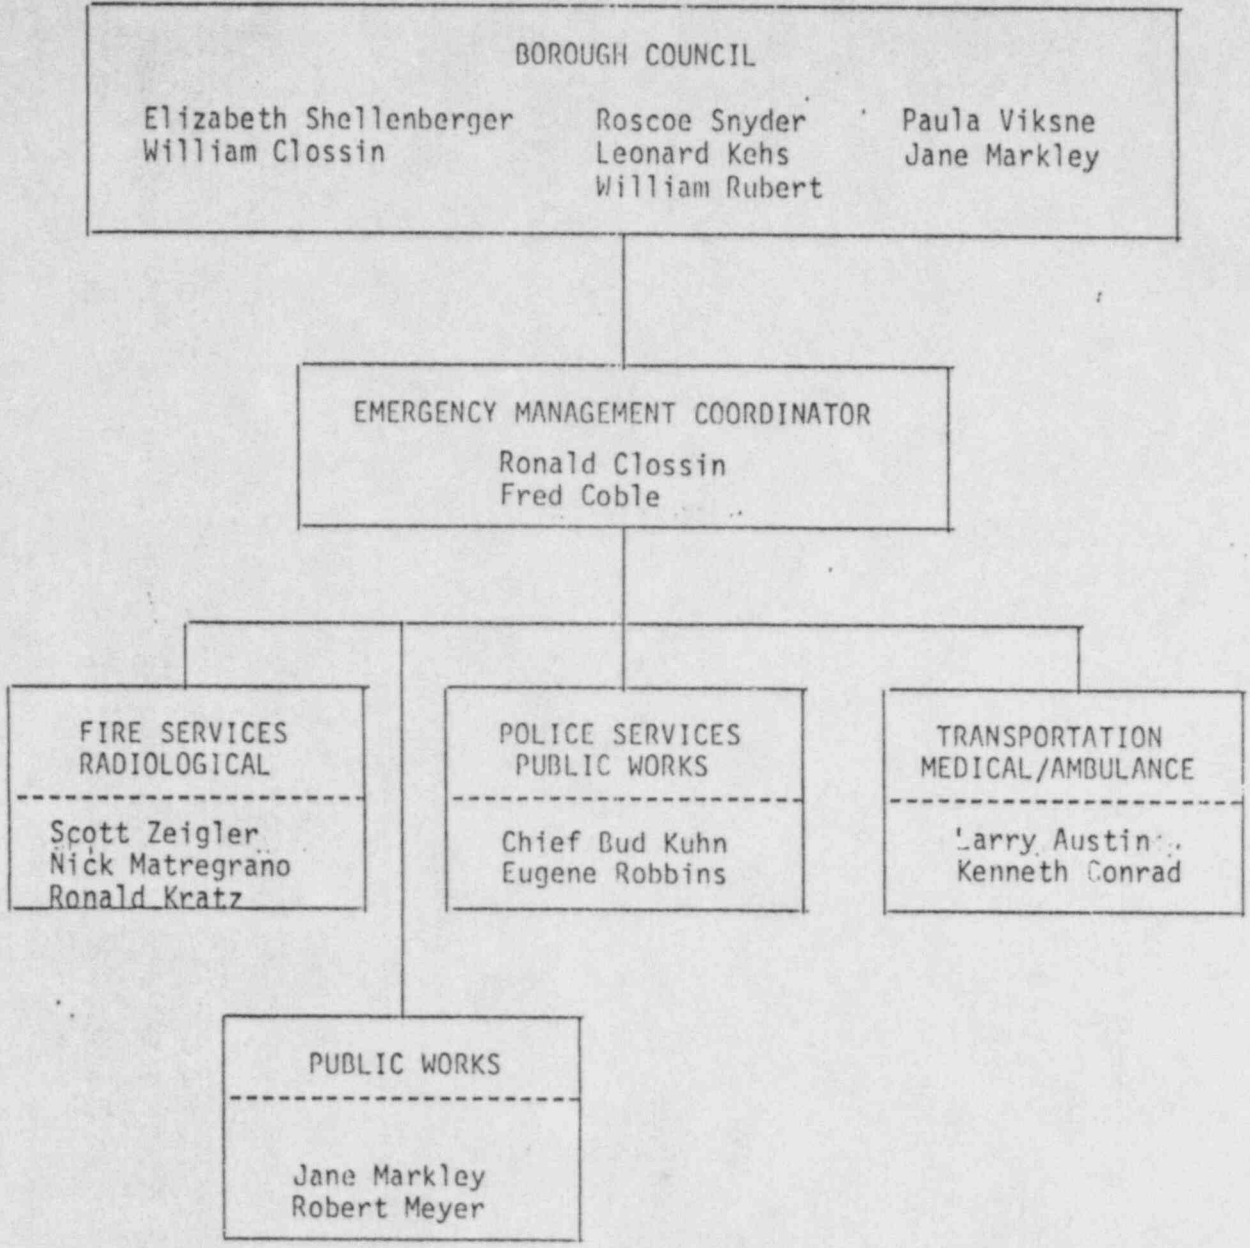 BOROUGH COUNCIL
Elizabeth Shellenberger
William Clossin
Roscoe Snyder
Leonard Kehs
William Rubert
Paula Viksne
Jane Markley
EMERGENCY MANAGEMENT COORDINATOR
Ronald Clossin
Fred Coble
FIRE SERVICES
RADIOLOGICAL
Scott Zeigler
Nick Matregrano
Ronald Kratz
POLICE SERVICES
PUBLIC WORKS
Chief Bud Kuhn
Eugene Robbins
TRANSPORTATION
MEDICAL/AMBULANCE
Larry Austin
Kenneth Conrad
PUBLIC WORKS
Jane Markley
Robert Meyer